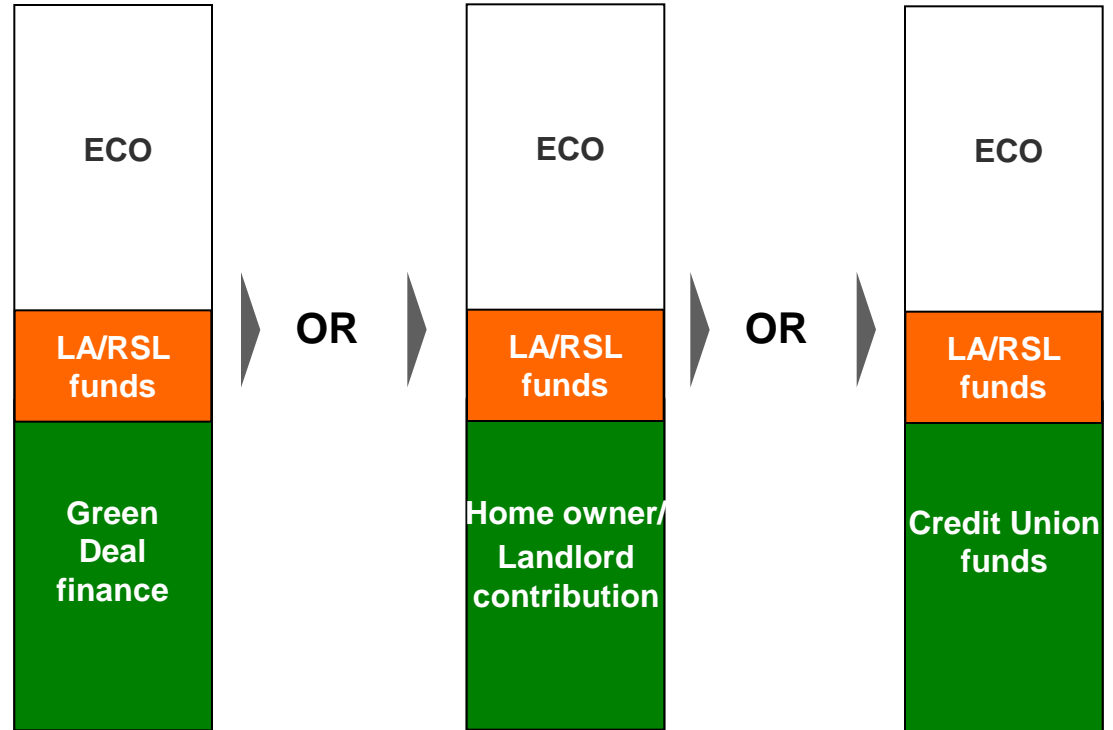 ECO
LA/RSL
funds
Green
Deal
finance
OR
ECO
LA/RSL
funds
Home owner/
Landlord
contribution
OR
ECO
LA/RSL
funds
Credit Union
funds